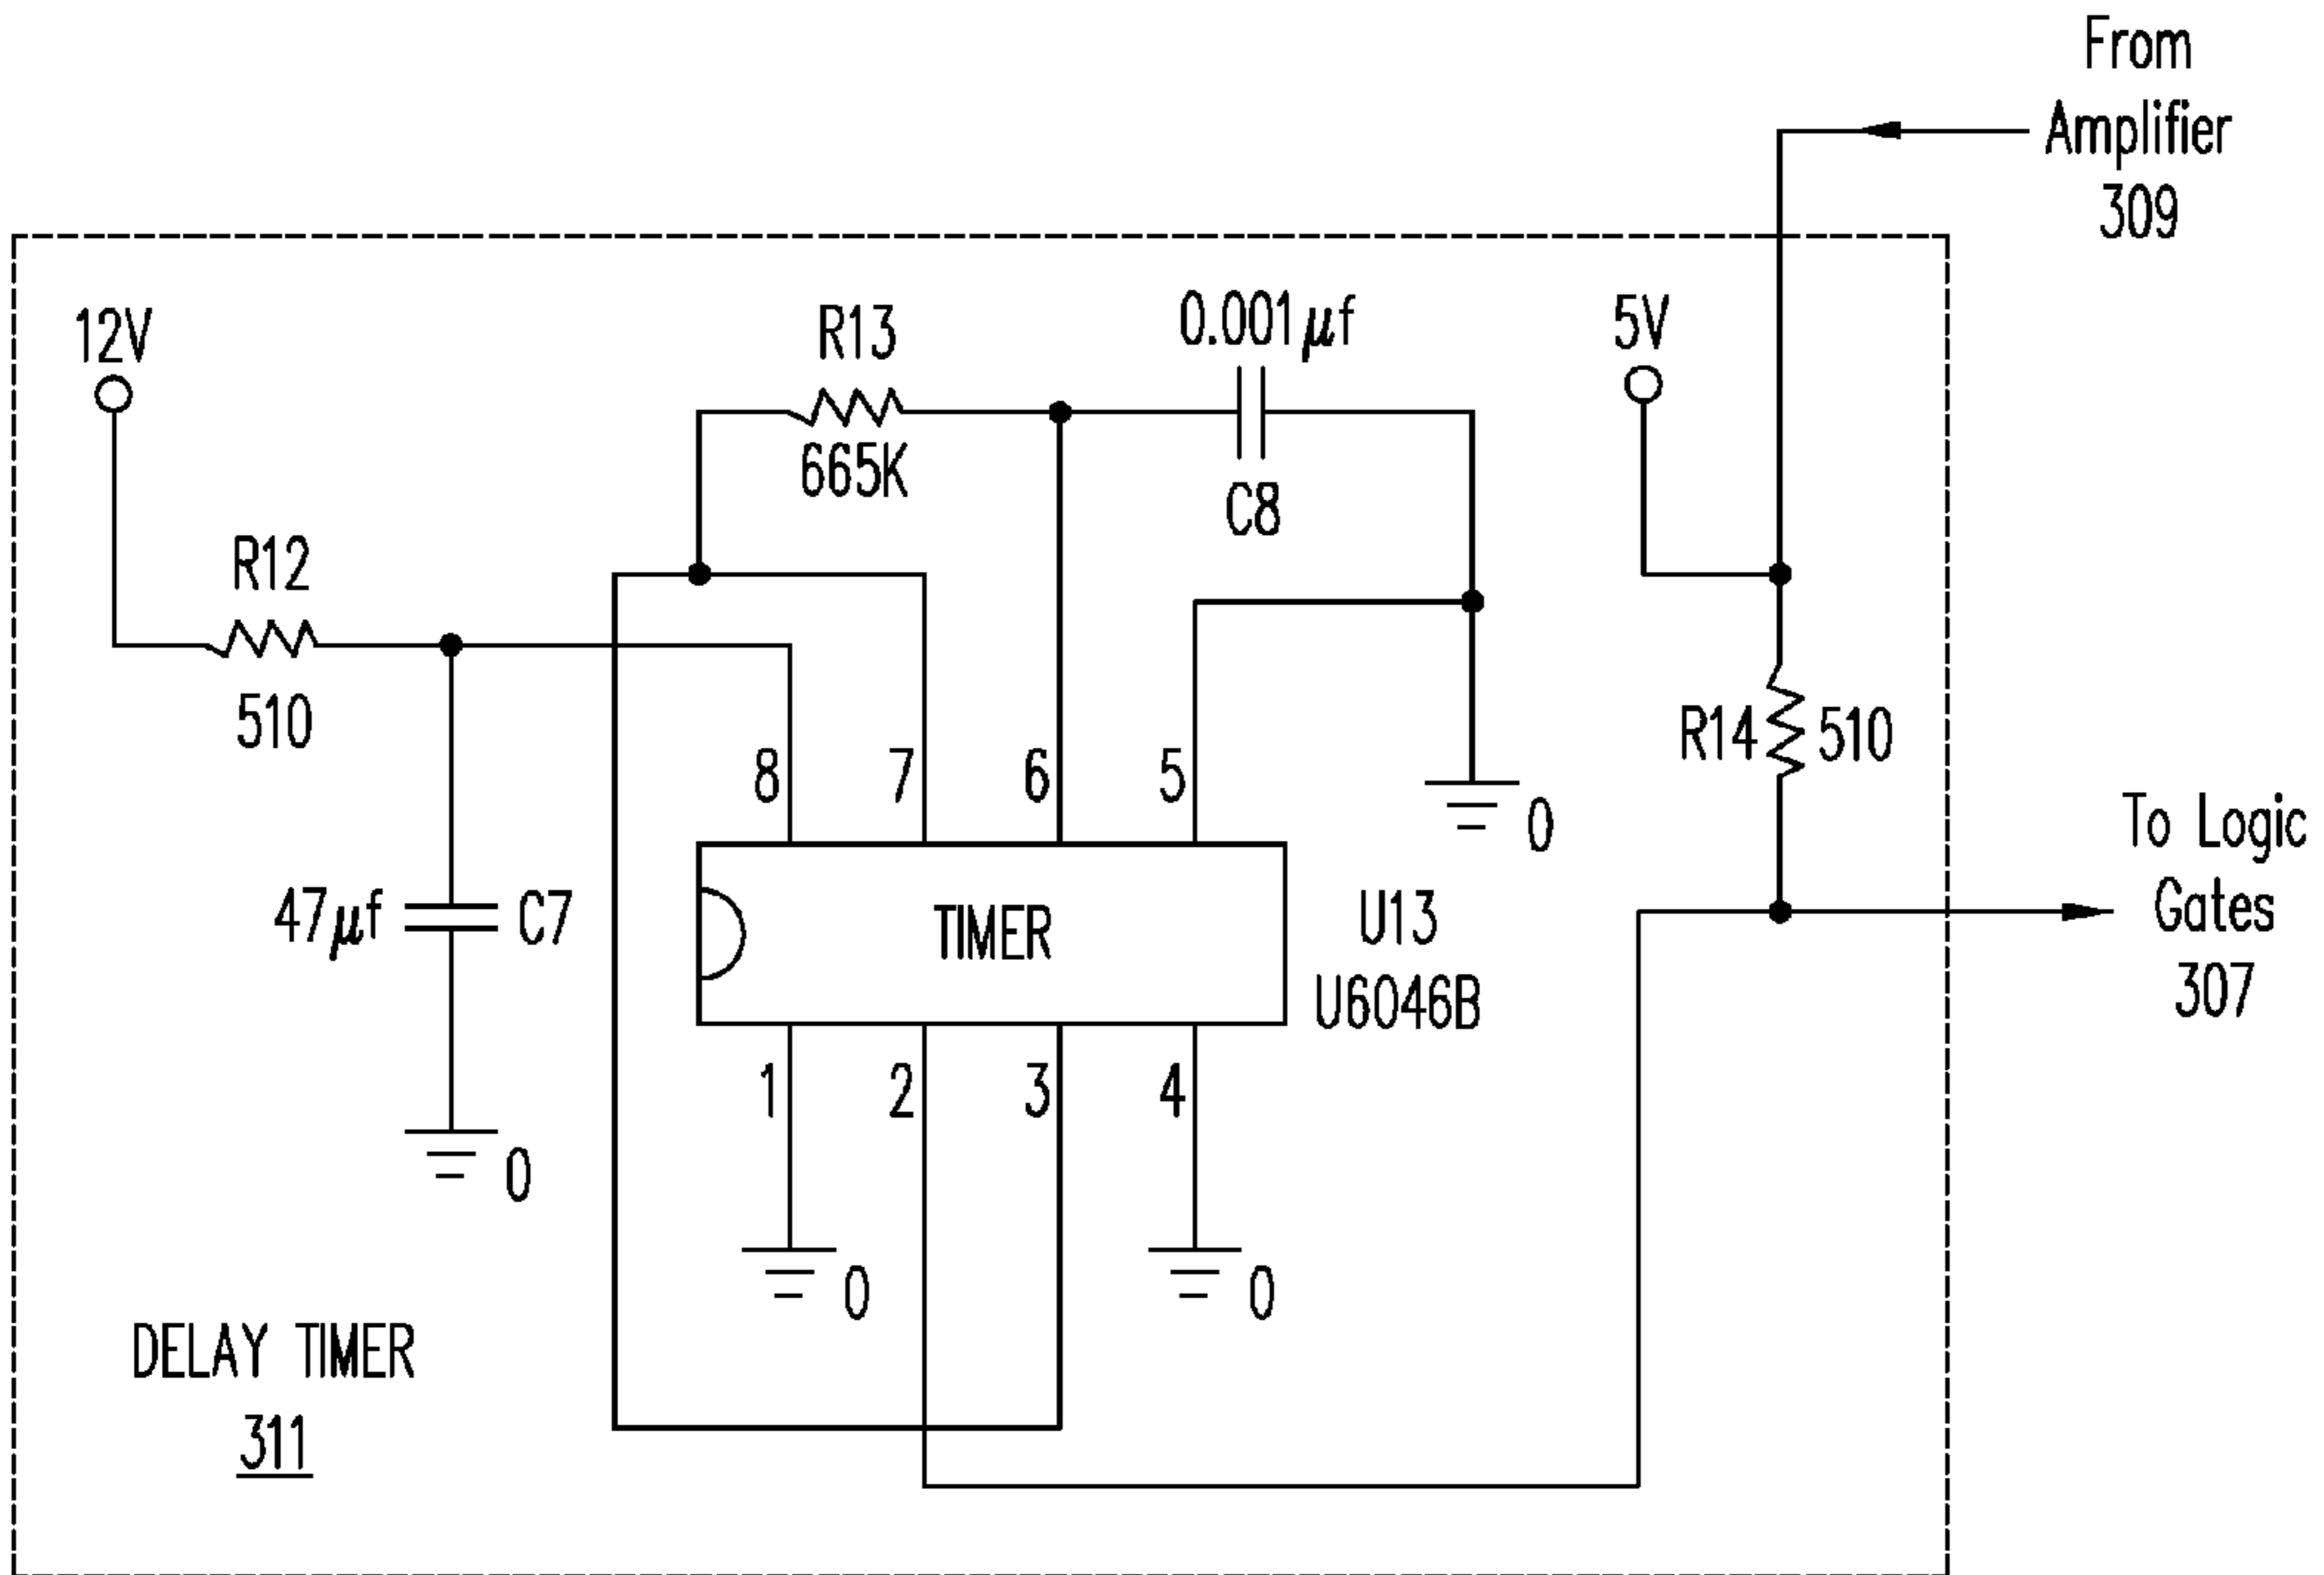 From
Amplifier
309
12V
R13
0.001µf
5V
665K
C8
R12
510
R14 510
8 7 6 5
0
To Logic
Gates
307
47µf C7
TIMER
U13
U6046B
1 2 3 4
0
0 0
DELAY TIMER
311